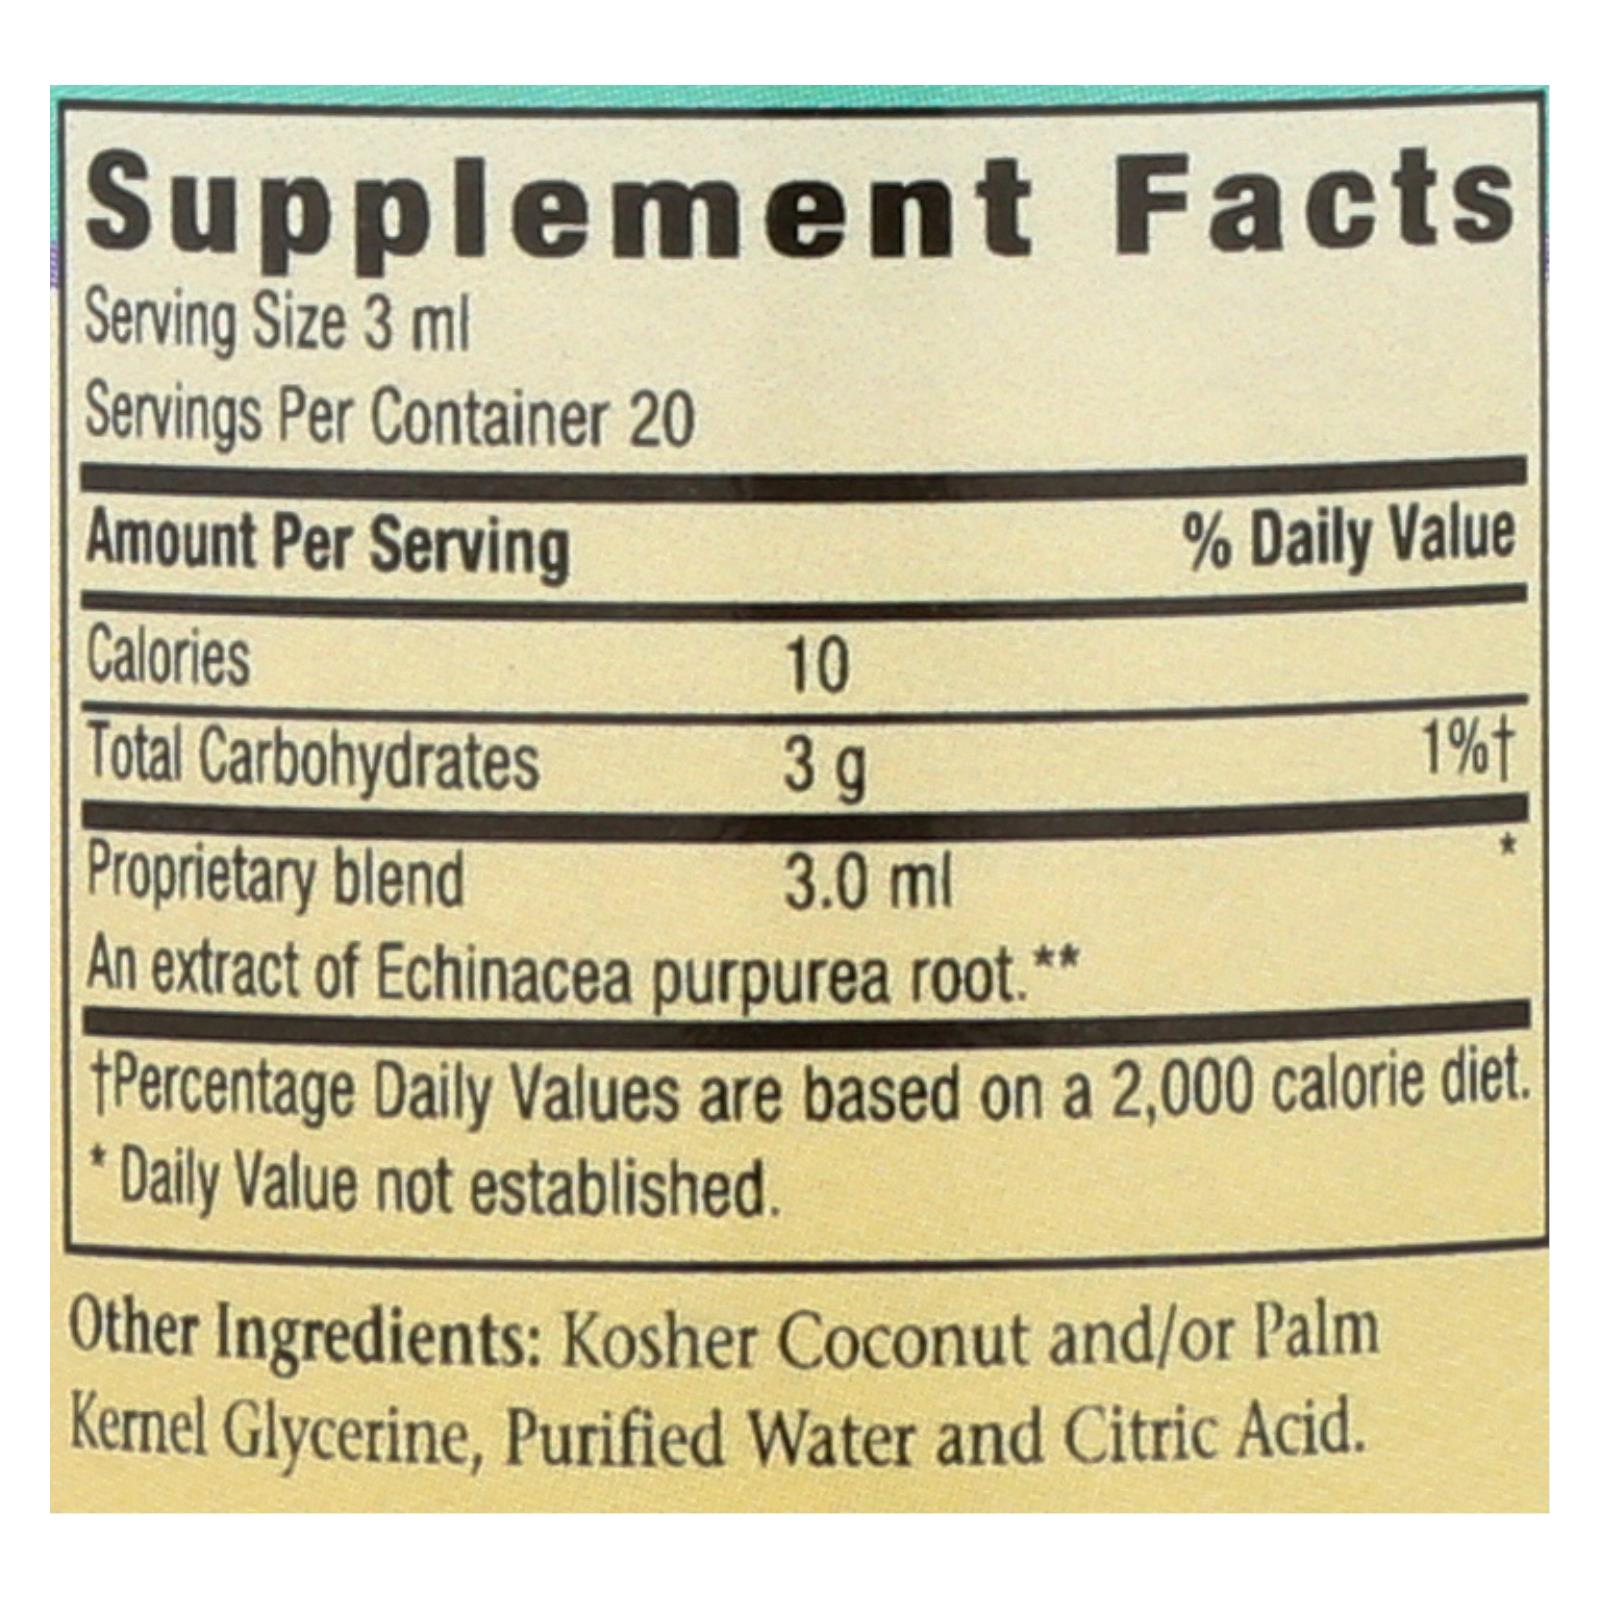 Supplement Facts
Serving Size 3 ml
Servings Per Container 20
Amount Per Serving % Daily Value
Calories 10
Total Carbohydrates 3 g 1%†
Proprietary blend 3.0 ml *
An extract of Echinacea purpurea root.**
†Percentage Daily Values are based on a 2,000 calorie diet.
* Daily Value not established.
Other Ingredients: Kosher Coconut and/or Palm
Kernel Glycerine, Purified Water and Citric Acid.